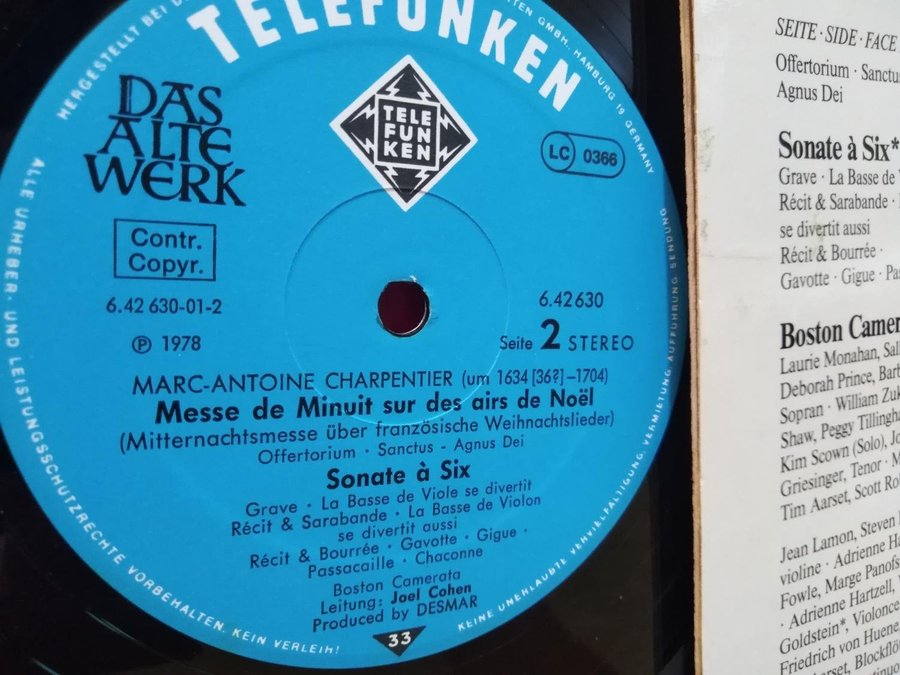 HERGESTELLT BEI D
TELEFUNKEN
TEN GMBH., HAMBURG 19 GERMANY
DAS
ALTE
WERK
TELE
FUN
KEN
LC 0366
Contr.
Copyr.
6.42 630-01-2
6.42 630
℗ 1978
Seite 2 STEREO
MARC-ANTOINE CHARPENTIER (um 1634 [36?] – 1704)
Messe de Minuit sur des airs de Noël
(Mitternachtsmesse über französische Weihnachtslieder)
Offertorium · Sanctus - Agnus Dei
Sonate à Six
Grave · La Basse de Viole se divertit
Récit & Sarabande · La Basse de Violon
se divertit aussi
Récit & Bourrée · Gavotte · Gigue ·
Passacaille · Chaconne
Boston Camerata
Leitung: Joel Cohen
Produced by DESMAR
33
ALLE URHEBER- UND LEISTUNGSSCHUTZRECHTE VORBEHALTEN. KEIN VERLEIH!
KEINE UNERLAUBTE VERVIELFÄLTIGUNG, VERMIETUNG, AUFFÜHRUNG, SENDUNG
SEITE · SIDE · FACE
Offertorium · Sanctus
Agnus Dei
Sonate à Six*
Grave · La Basse de
Récit & Sarabande ·
se divertit aussi
Récit & Bourrée ·
Gavotte · Gigue · Pa
Boston Camera
Laurie Monahan, Sal
Deborah Prince, Barb
Sopran · William Zuk
Shaw, Peggy Tillingh
Kim Scown (Solo), Jo
Griesinger, Tenor · M
Tim Aarset, Scott Ro
Jean Lamon, Steven
violine · Adrienne Ha
Fowle, Marge Panofs
· Adrienne Hartzell,
Goldstein*, Violonce
Friedrich von Huene,
arset, Blockflö